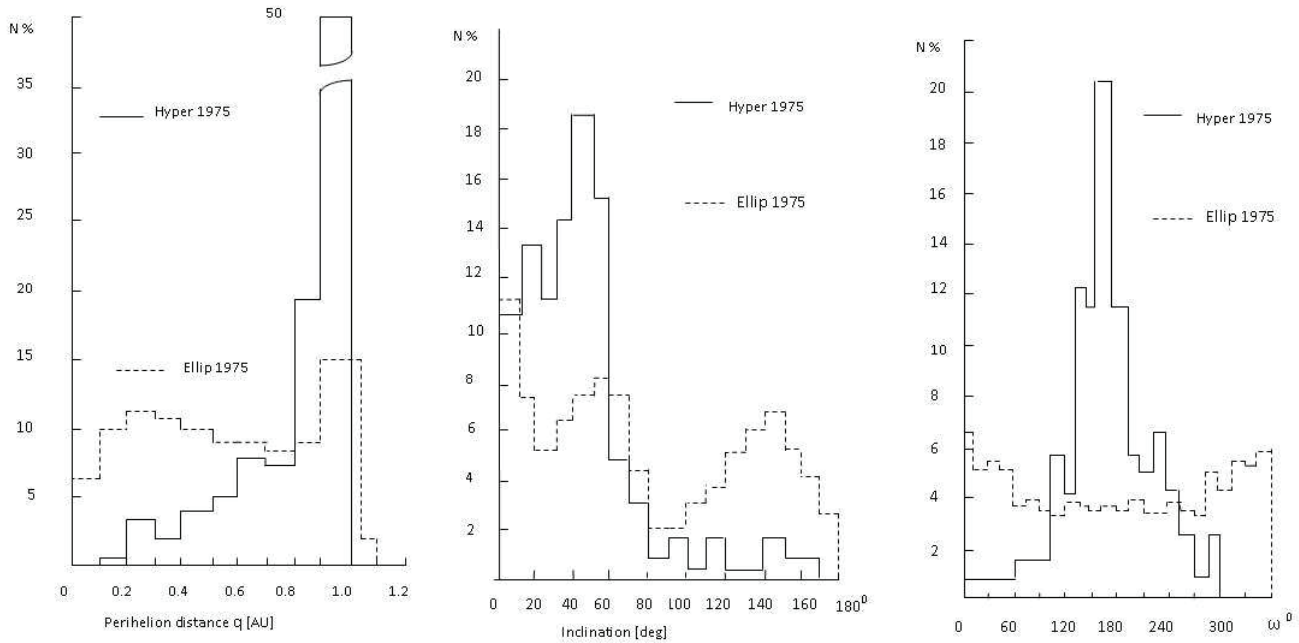 50
N %
35
Hyper 1975
30
25
20
15
Ellip 1975
10
5
0 0.2 0.4 0.6 0.8 1.0 1.2
Perihelion distance q [AU]
N %
20
Hyper 1975
18
16
Ellip 1975
14
12
10
8
6
4
2
0 20 40 60 80 100 120 140 160 180⁰
Inclination [deg]
N %
20
Hyper 1975
18
16
Ellip 1975
14
12
10
8
6
4
2
0 60 120 180 240 300 ω⁰